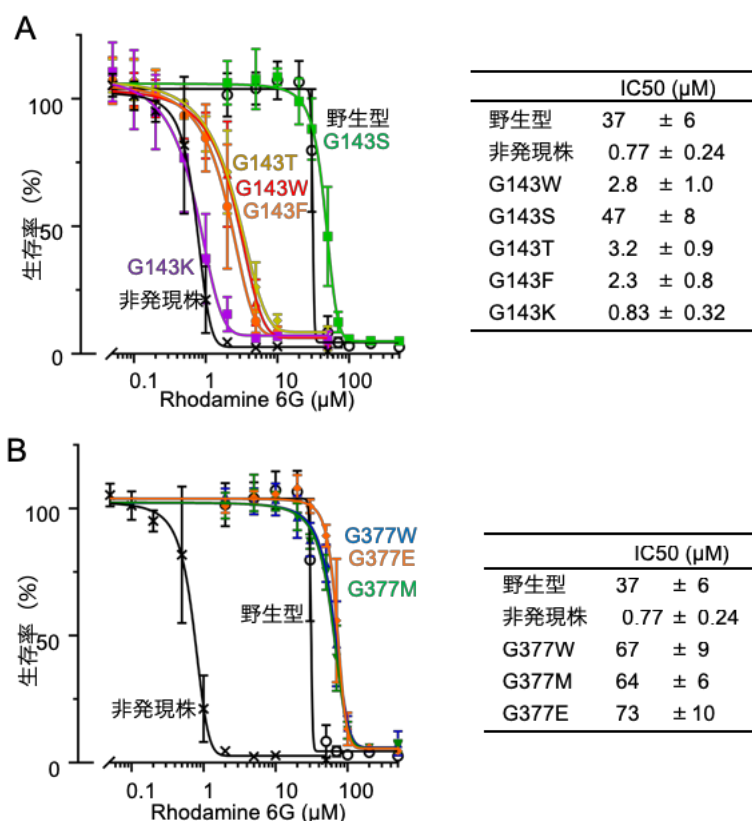 A
100
50
0
生存率 (%)
野生型
G143S
G143T
G143W
G143F
G143K
非発現株
0.1 1 10 100
Rhodamine 6G (μM)
IC50 (μM)
野生型 37 ± 6
非発現株 0.77 ± 0.24
G143W 2.8 ± 1.0
G143S 47 ± 8
G143T 3.2 ± 0.9
G143F 2.3 ± 0.8
G143K 0.83 ± 0.32
B
100
50
0
生存率 (%)
G377W
G377E
G377M
野生型
非発現株
0.1 1 10 100
Rhodamine 6G (μM)
IC50 (μM)
野生型 37 ± 6
非発現株 0.77 ± 0.24
G377W 67 ± 9
G377M 64 ± 6
G377E 73 ± 10